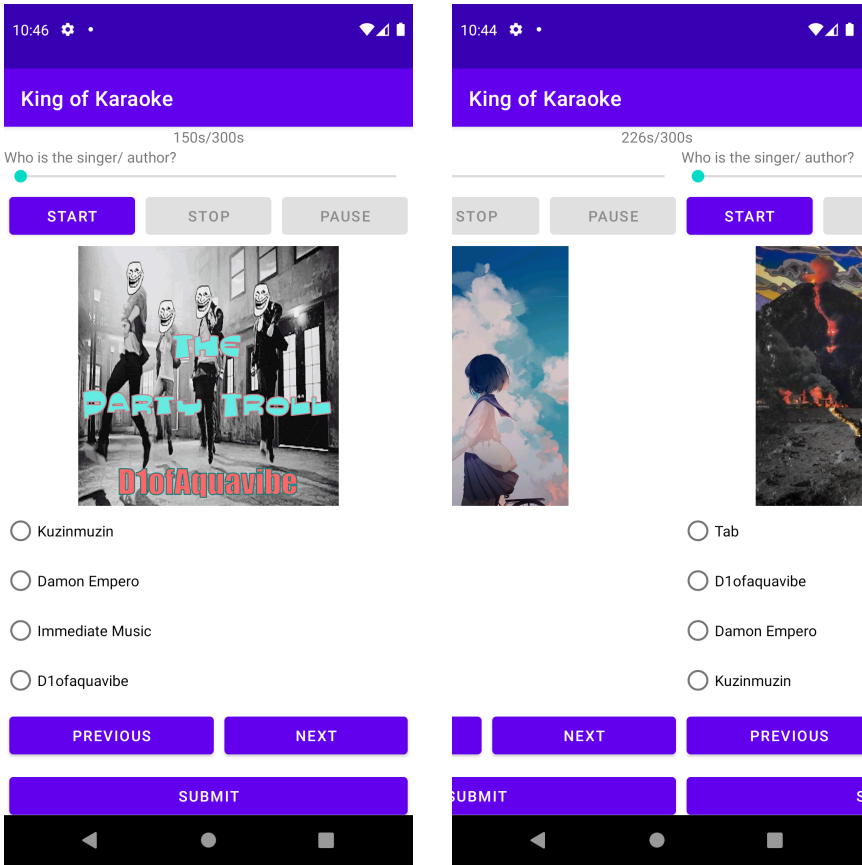 10:46
King of Karaoke
150s/300s
Who is the singer/ author?
START STOP PAUSE
THE
PARTY TROLL
D1ofAquavibe
Kuzinmuzin
Damon Empero
Immediate Music
D1ofaquavibe
PREVIOUS NEXT
SUBMIT
10:44
King of Karaoke
226s/300s
Who is the singer/ author?
STOP PAUSE START
Tab
D1ofaquavibe
Damon Empero
Kuzinmuzin
NEXT PREVIOUS
SUBMIT S